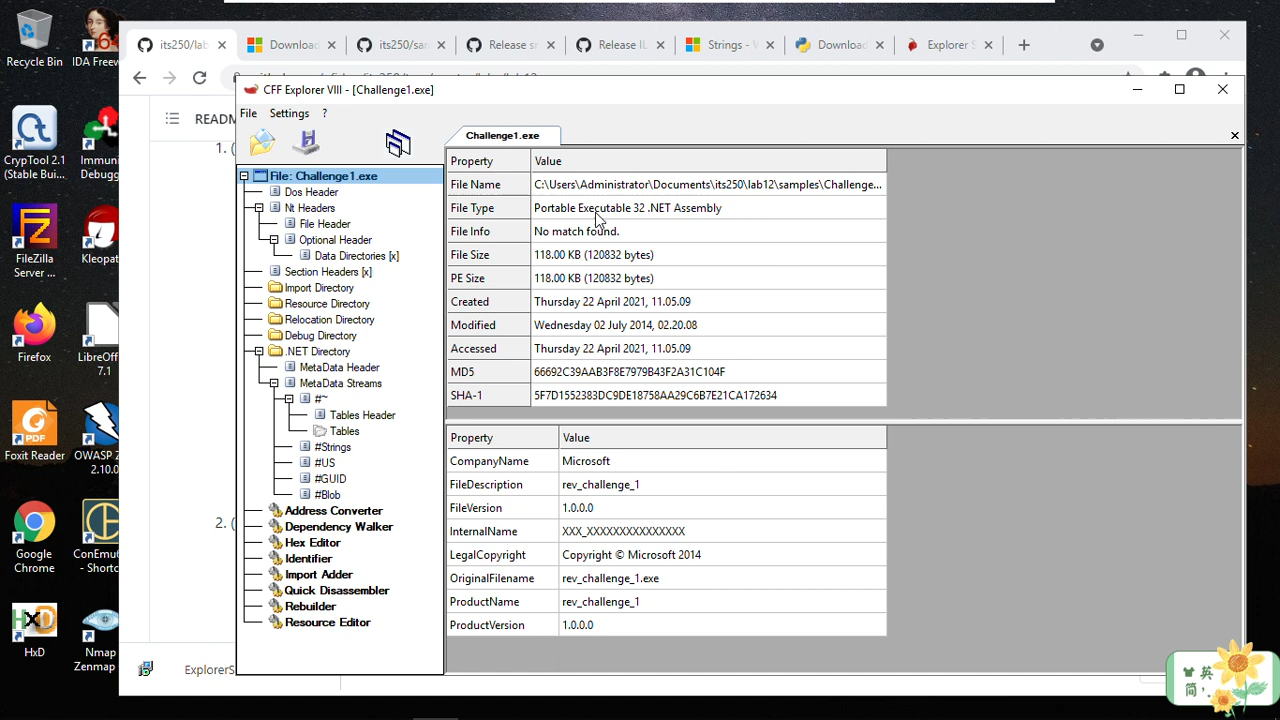 Recycle Bin
IDA Freew
CrypTool 2.1
(Stable Bui...
Immuni
Debugg
FileZilla
Server ...
Kleopat
Firefox
LibreOff
7.1
Foxit Reader
OWASP Z
2.10.0
Google
Chrome
ConEmu
- Shortc
HxD
Nmap
Zenmap
its250/lab
Download
its250/sa
Release s
Release IL
Strings - V
Downloa
Explorer S
README
1. (
2. (
ExplorerS
CFF Explorer VIII - [Challenge1.exe]
File Settings ?
Challenge1.exe
File: Challenge1.exe
Dos Header
Nt Headers
File Header
Optional Header
Data Directories [x]
Section Headers [x]
Import Directory
Resource Directory
Relocation Directory
Debug Directory
.NET Directory
MetaData Header
MetaData Streams
#~
Tables Header
Tables
#Strings
#US
#GUID
#Blob
Address Converter
Dependency Walker
Hex Editor
Identifier
Import Adder
Quick Disassembler
Rebuilder
Resource Editor
Property Value
File Name C:\Users\Administrator\Documents\its250\lab12\samples\Challenge...
File Type Portable Executable 32 .NET Assembly
File Info No match found.
File Size 118.00 KB (120832 bytes)
PE Size 118.00 KB (120832 bytes)
Created Thursday 22 April 2021, 11.05.09
Modified Wednesday 02 July 2014, 02.20.08
Accessed Thursday 22 April 2021, 11.05.09
MD5 66692C39AAB3F8E7979B43F2A31C104F
SHA-1 5F7D1552383DC9DE18758AA29C6B7E21CA172634
Property Value
CompanyName Microsoft
FileDescription rev_challenge_1
FileVersion 1.0.0.0
InternalName XXX_XXXXXXXXXXXXXXX
LegalCopyright Copyright © Microsoft 2014
OriginalFilename rev_challenge_1.exe
ProductName rev_challenge_1
ProductVersion 1.0.0.0
英
简